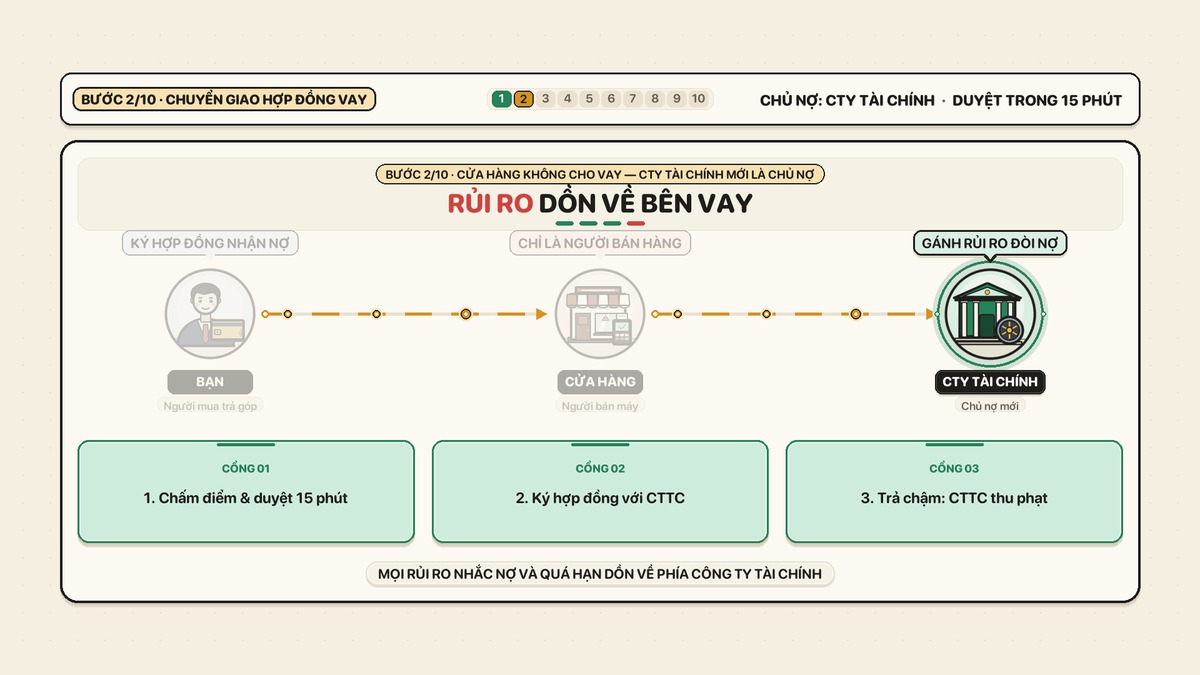 BƯỚC 2/10 · CHUYỂN GIAO HỢP ĐỒNG VAY
1 2 3 4 5 6 7 8 9 10
CHỦ NỢ: CTY TÀI CHÍNH · DUYỆT TRONG 15 PHÚT
BƯỚC 2/10 · CỬA HÀNG KHÔNG CHO VAY — CTY TÀI CHÍNH MỚI LÀ CHỦ NỢ
RỦI RO DỒN VỀ BÊN VAY
KÝ HỢP ĐỒNG NHẬN NỢ
CHỈ LÀ NGƯỜI BÁN HÀNG
GÁNH RỦI RO ĐÒI NỢ
BẠN
CỬA HÀNG
CTY TÀI CHÍNH
Người mua trả góp
Người bán máy
Chủ nợ mới
CỔNG 01
1. Chấm điểm & duyệt 15 phút
CỔNG 02
2. Ký hợp đồng với CTTC
CỔNG 03
3. Trả chậm: CTTC thu phạt
MỌI RỦI RO NHẮC NỢ VÀ QUÁ HẠN DỒN VỀ PHÍA CÔNG TY TÀI CHÍNH